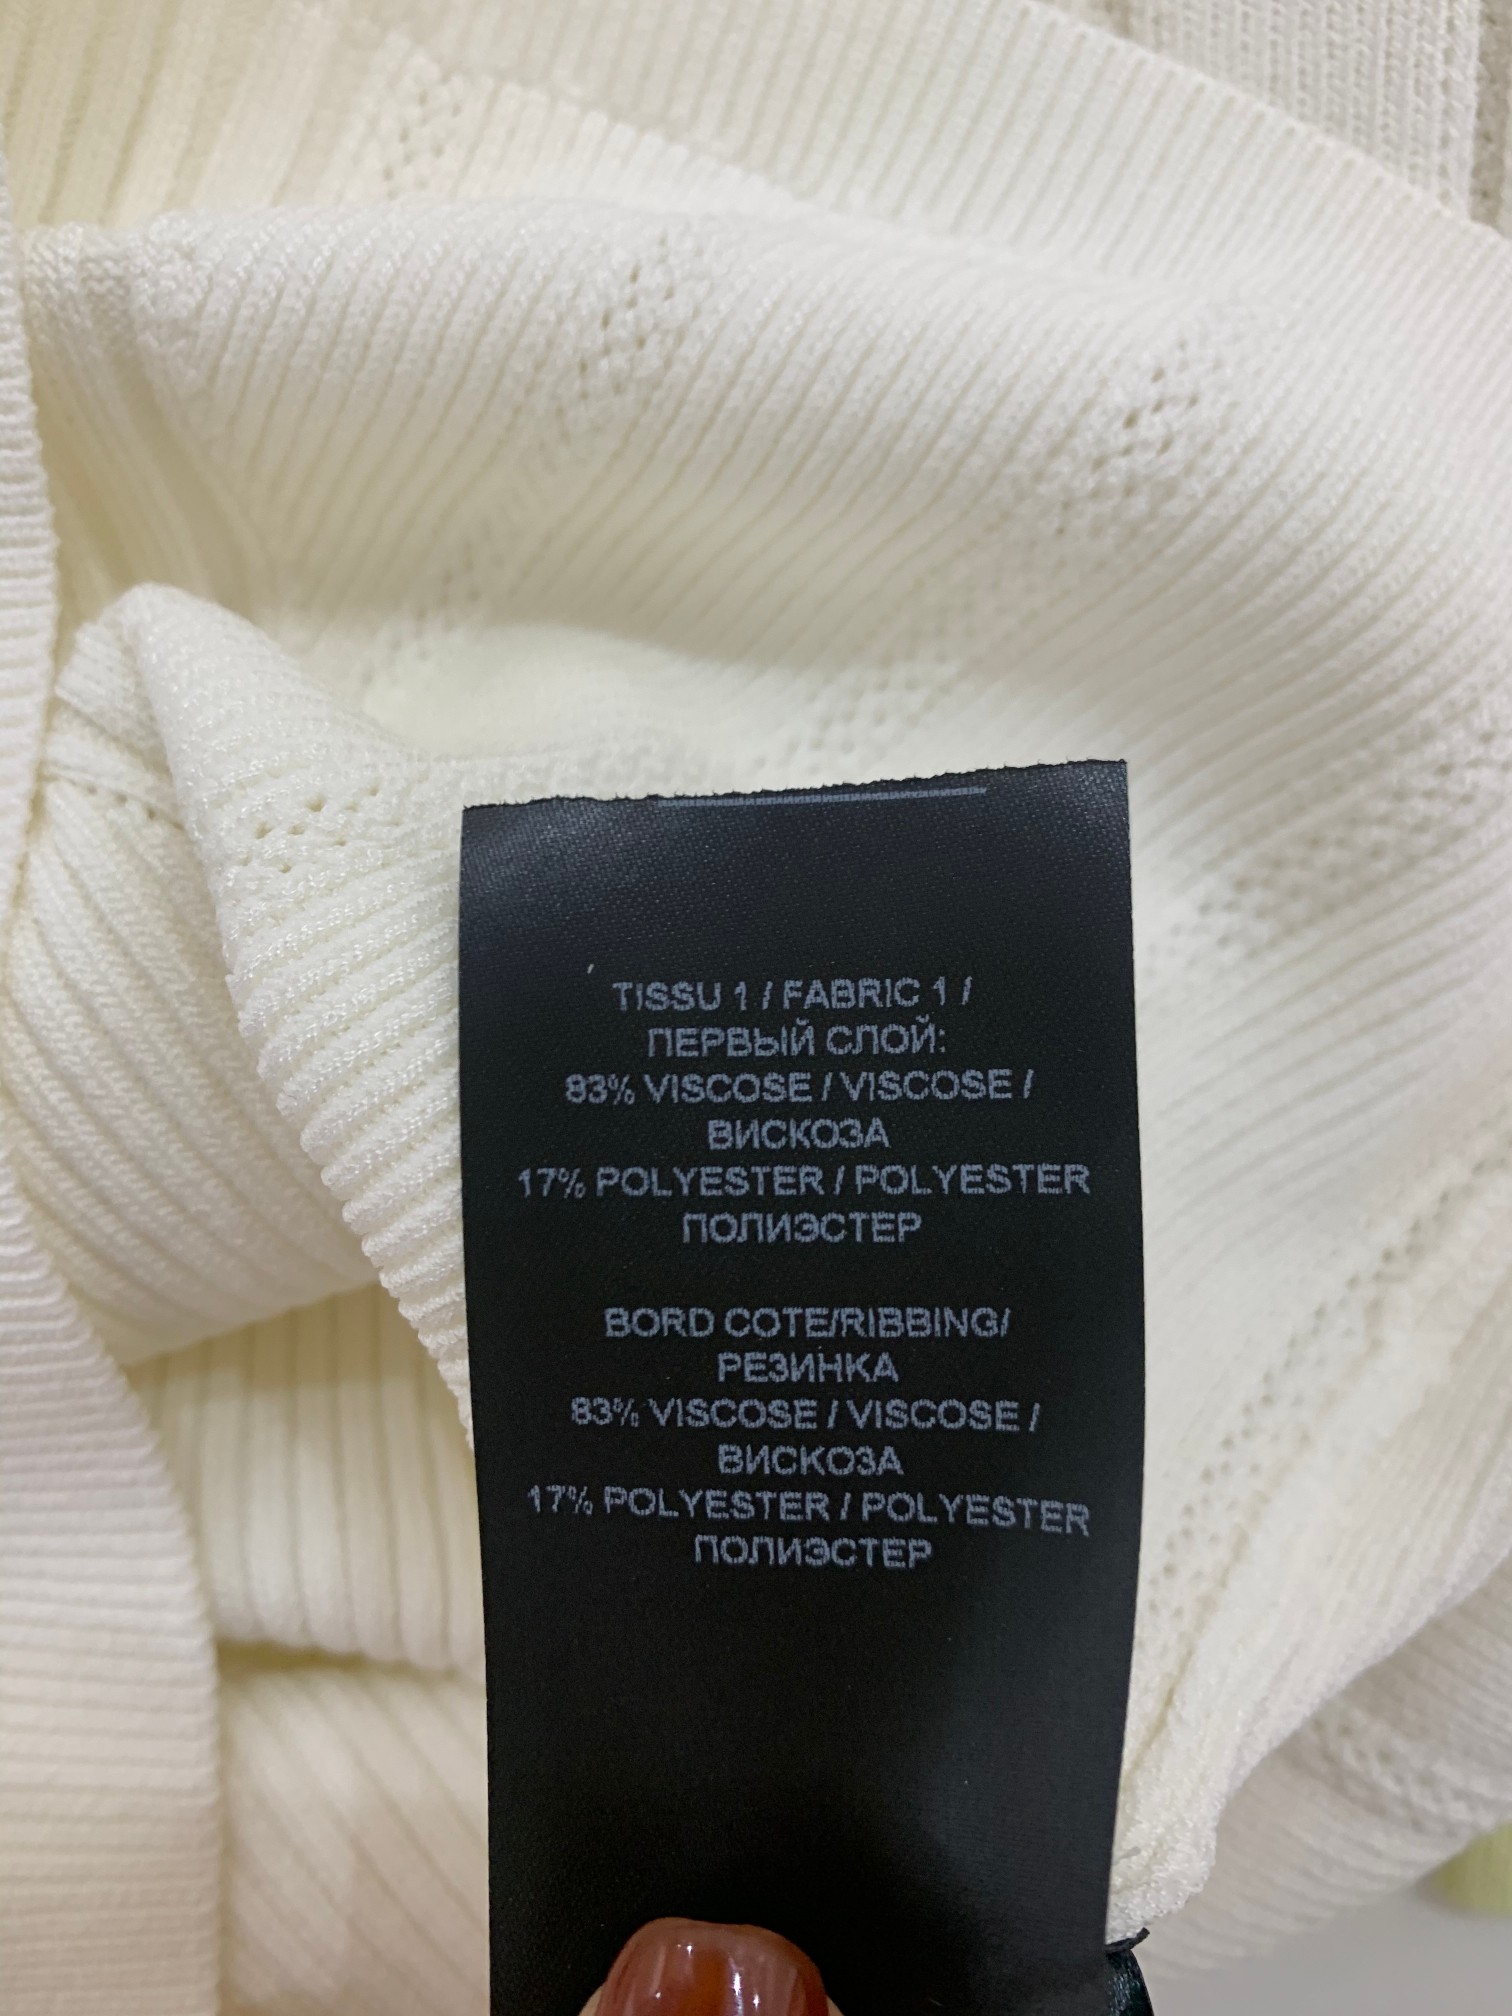 TISSU 1 / FABRIC 1 /
ПЕРВЫЙ СЛОЙ:
83% VISCOSE / VISCOSE /
ВИСКОЗА
17% POLYESTER / POLYESTER
ПОЛИЭСТЕР
BORD COTE/RIBBING/
РЕЗИНКА
83% VISCOSE / VISCOSE /
ВИСКОЗА
17% POLYESTER / POLYESTER
ПОЛИЭСТЕР